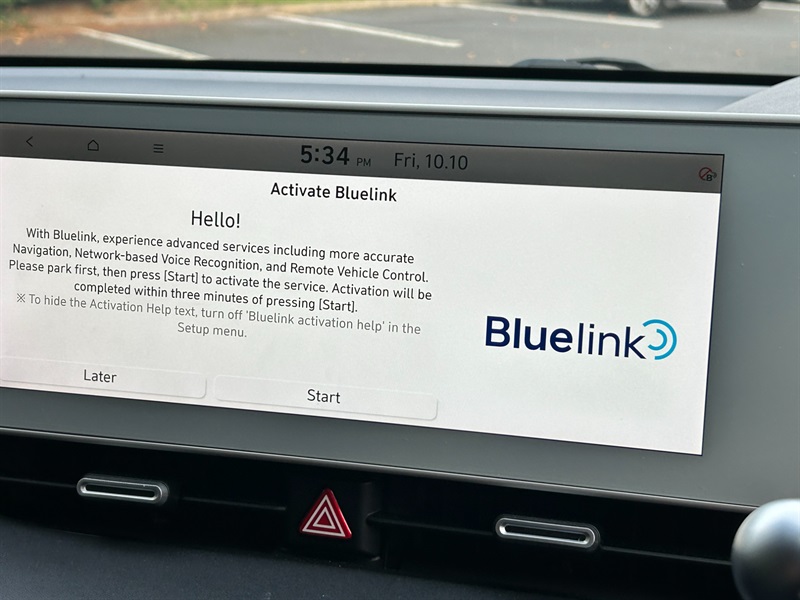 5:34 PM Fri, 10.10
Activate Bluelink
Hello!
With Bluelink, experience advanced services including more accurate
Navigation, Network-based Voice Recognition, and Remote Vehicle Control.
Please park first, then press [Start] to activate the service. Activation will be
completed within three minutes of pressing [Start].
※ To hide the Activation Help text, turn off 'Bluelink activation help' in the
Setup menu.
Bluelink
Later
Start